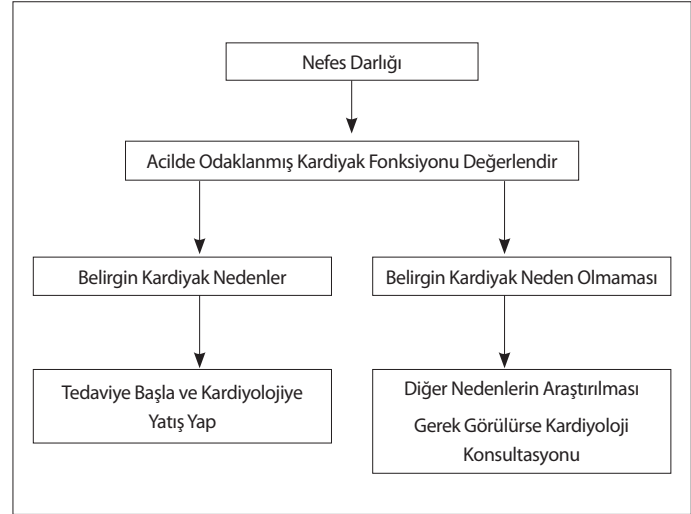 Nefes Darlığı
Acilde Odaklanmış Kardiyak Fonksiyonu Değerlendir
Belirgin Kardiyak Nedenler
Belirgin Kardiyak Neden Olmaması
Tedaviye Başla ve Kardiyolojiye
Yatış Yap
Diğer Nedenlerin Araştırılması
Gerek Görülürse Kardiyoloji
Konsultasyonu